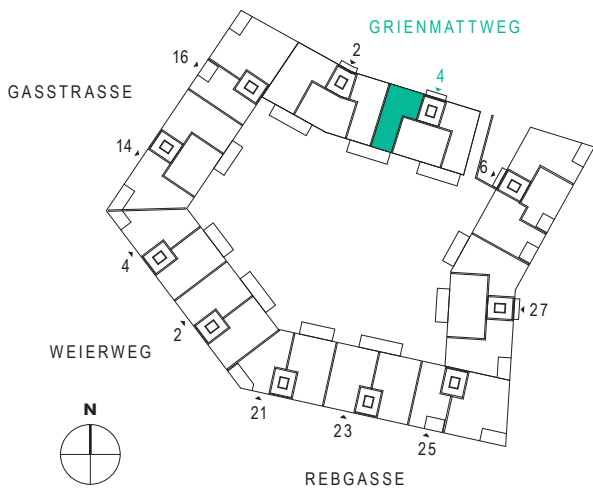 GRIENMATTWEG
2
16
4
GASSTRASSE
14
6
4
27
2
WEIERWEG
N
21
23
25
REBGASSE